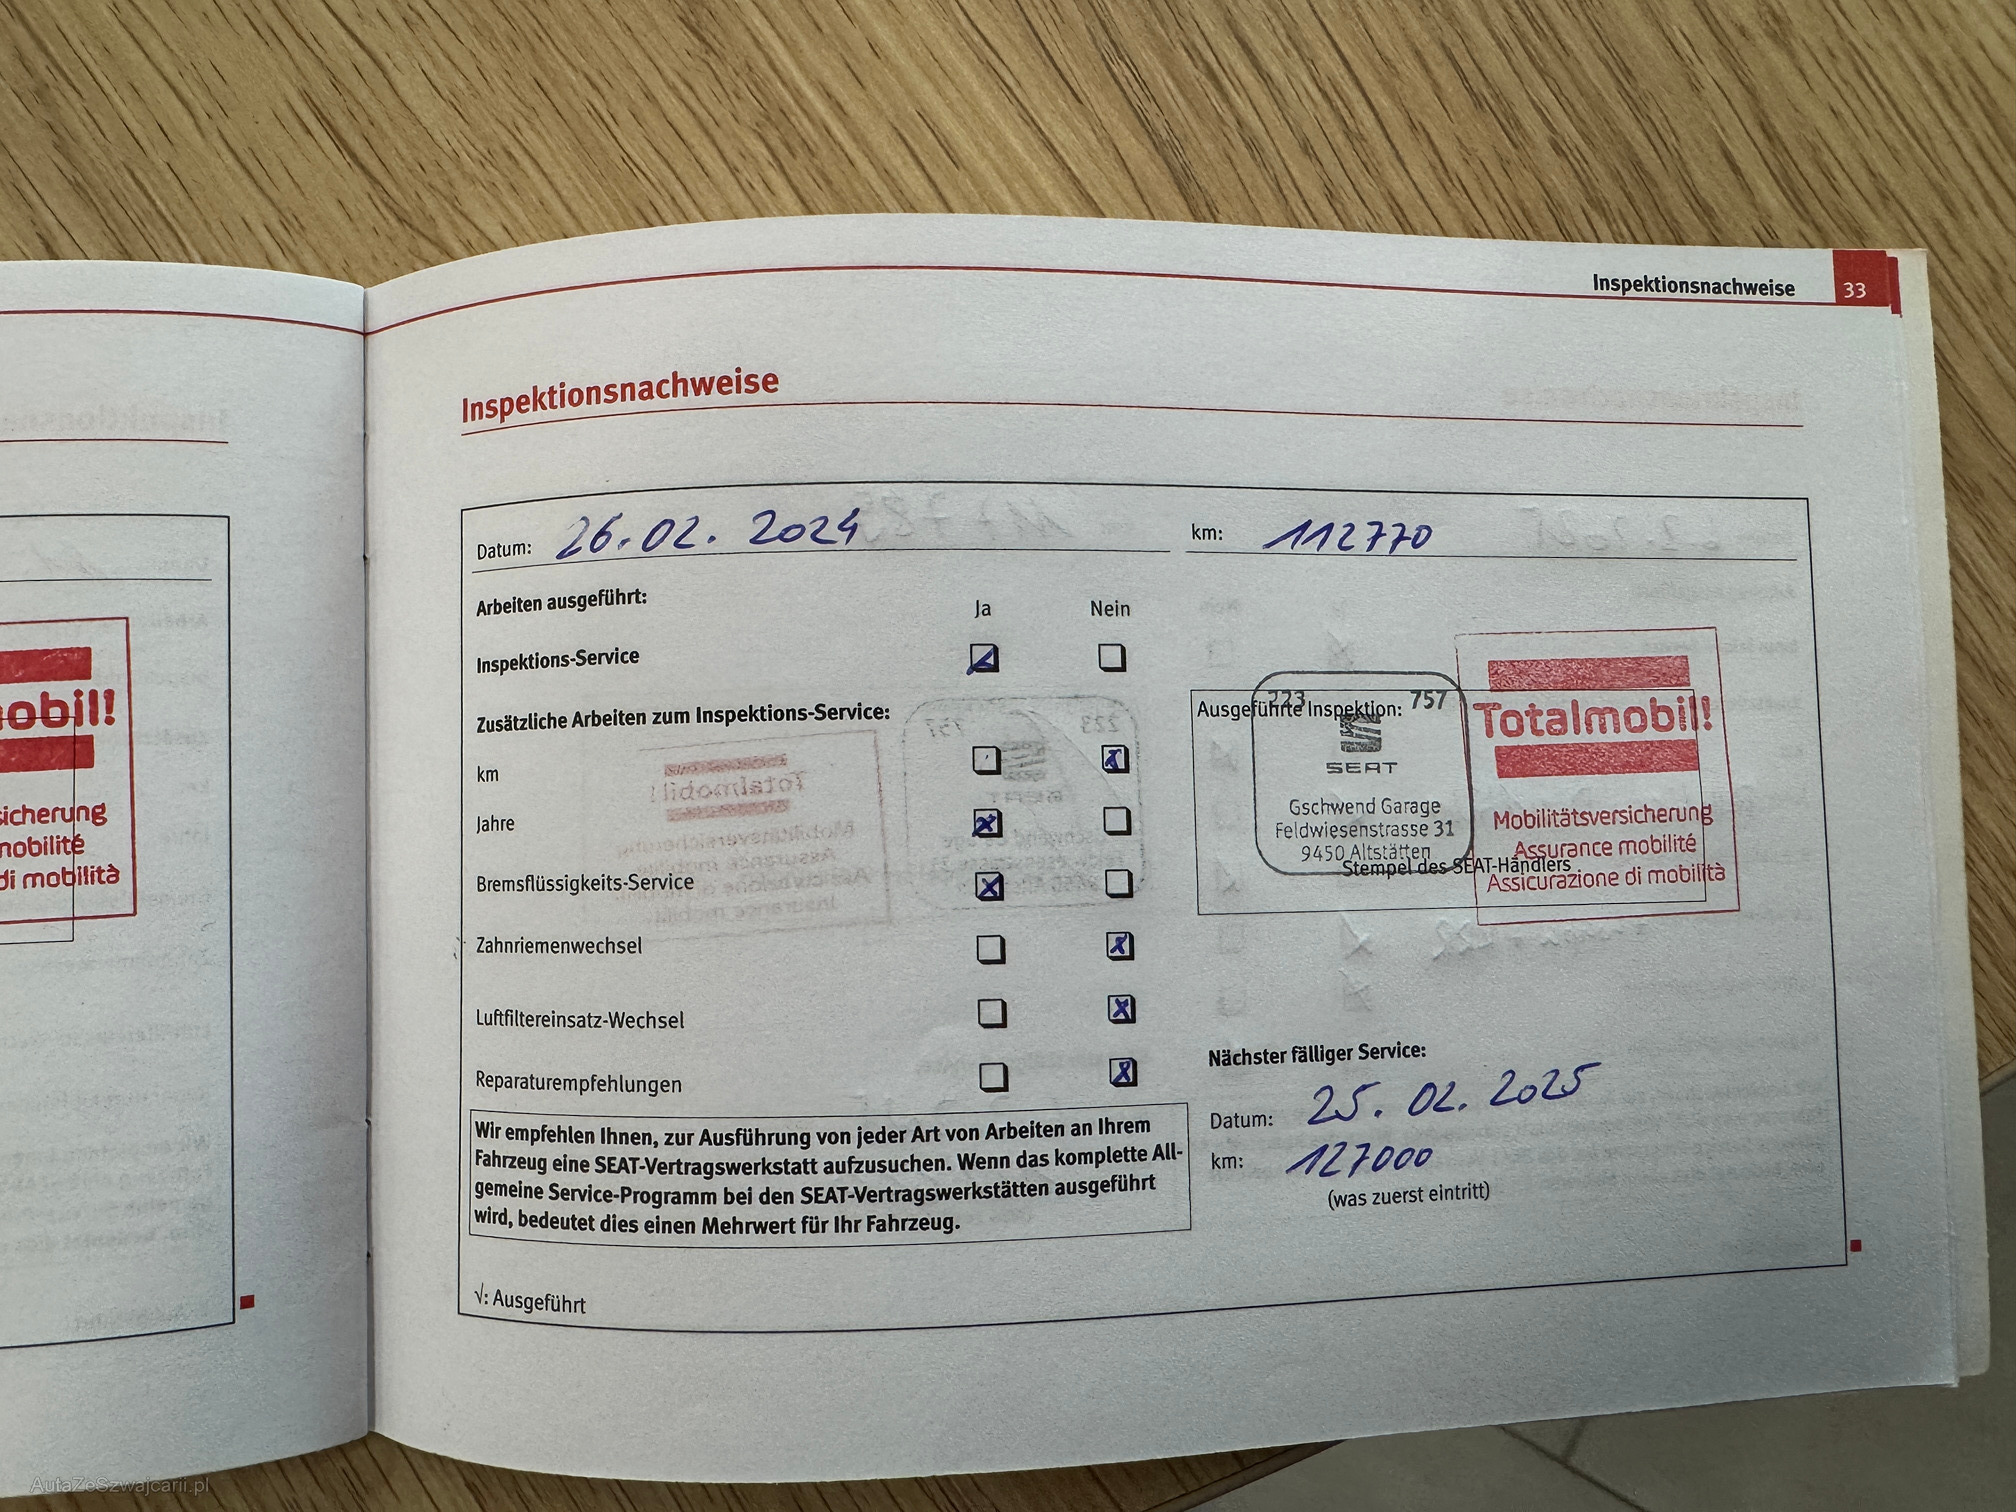 Inspektionsnachweise 33
Inspektionsnachweise
Datum: 26.02. 2024 km: 112770
Arbeiten ausgeführt: Ja Nein
Inspektions-Service
Zusätzliche Arbeiten zum Inspektions-Service:
km
Jahre
Bremsflüssigkeits-Service
Zahnriemenwechsel
Luftfiltereinsatz-Wechsel
Reparaturempfehlungen
Wir empfehlen Ihnen, zur Ausführung von jeder Art von Arbeiten an Ihrem
Fahrzeug eine SEAT-Vertragswerkstatt aufzusuchen. Wenn das komplette All-
gemeine Service-Programm bei den SEAT-Vertragswerkstätten ausgeführt
wird, bedeutet dies einen Mehrwert für Ihr Fahrzeug.
√: Ausgeführt
Ausgeführte Inspektion:
223 757
SEAT
Gschwend Garage
Feldwiesenstrasse 31
9450 Altstätten
Stempel des SEAT-Händlers
Totalmobil!
Mobilitätsversicherung
Assurance mobilité
Assicurazione di mobilità
Nächster fälliger Service:
Datum: 25. 02. 2025
km: 127000
(was zuerst eintritt)
obil!
sicherung
mobilité
di mobilità
AutaZeSzwajcarii.pl